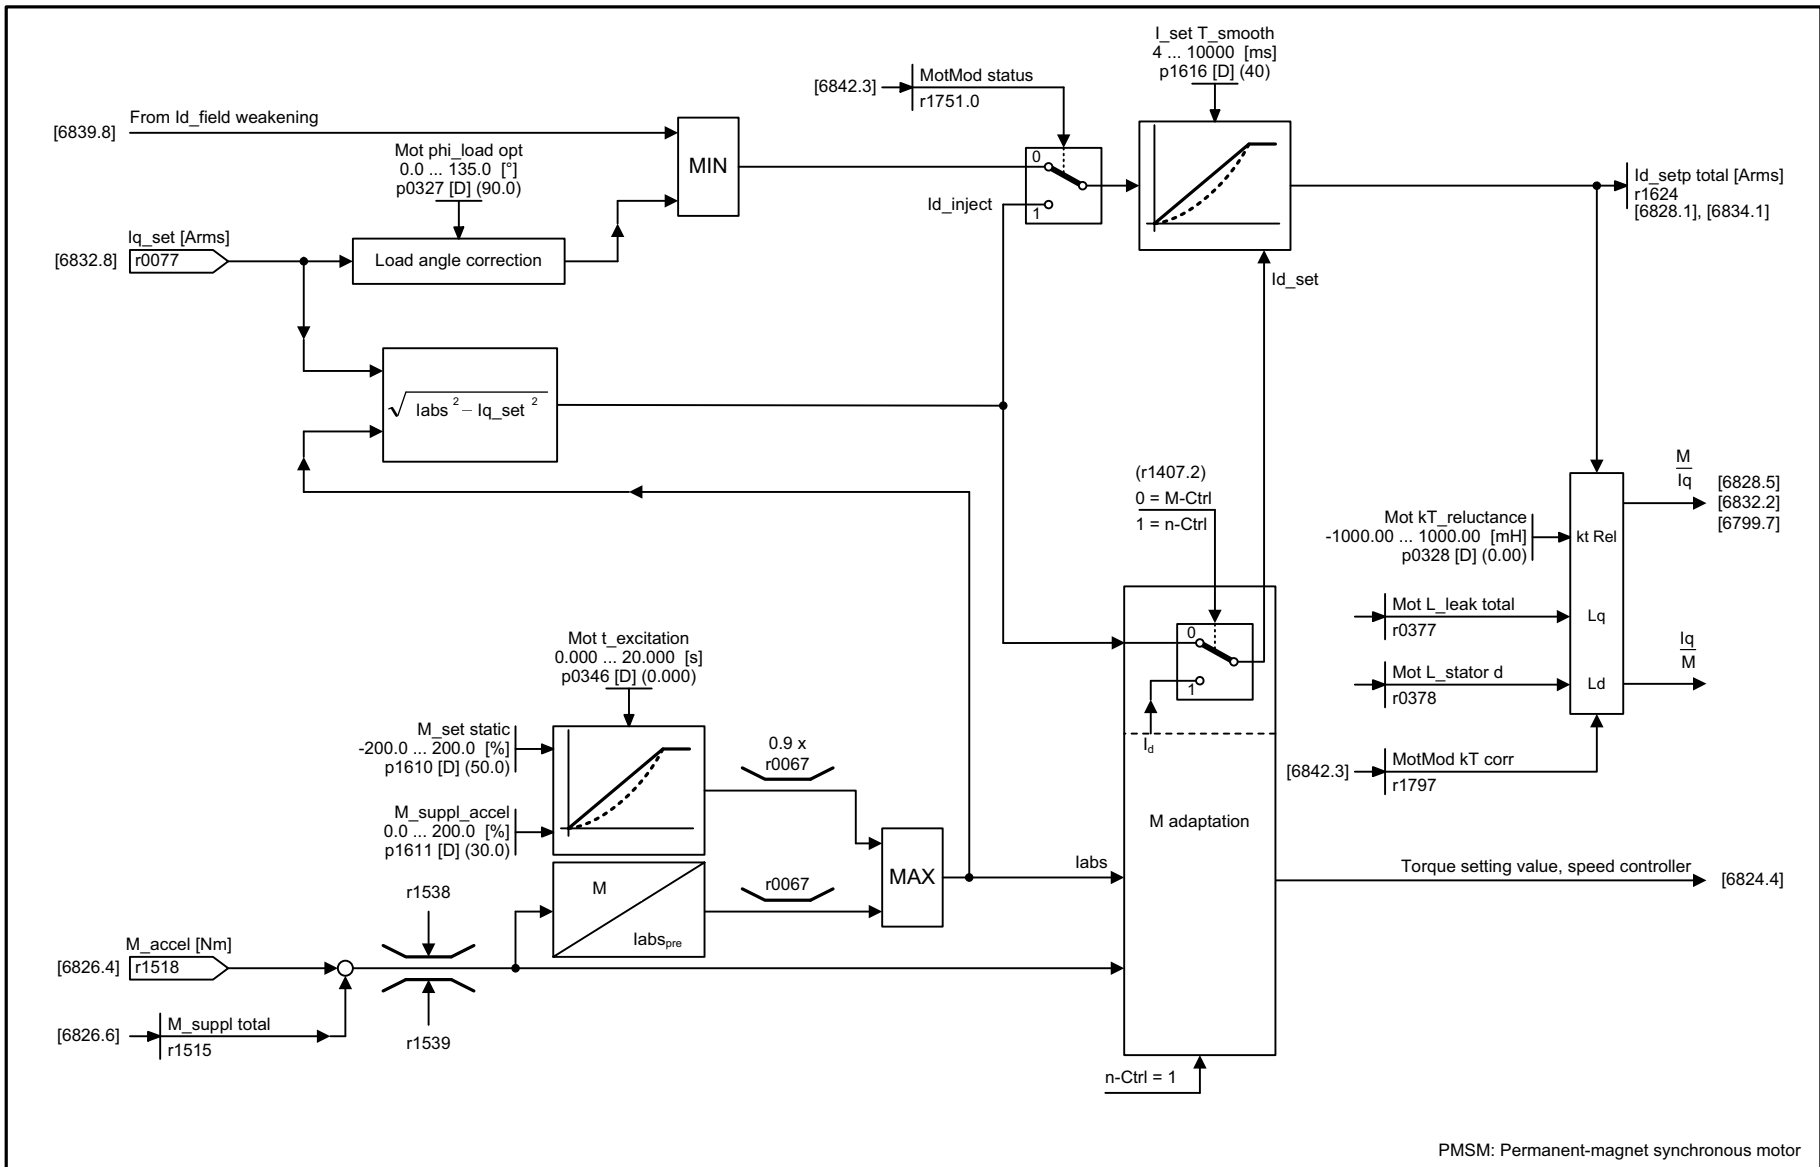 I_set T_smooth
4 ... 10000 [ms]
p1616 [D] (40)
[6842.3]
MotMod status
r1751.0
[6839.8]
From Id_field weakening
Mot phi_load opt
0.0 ... 135.0 [°]
p0327 [D] (90.0)
MIN
0
1
Id_inject
Id_setp total [Arms]
r1624
[6828.1], [6834.1]
Iq_set [Arms]
[6832.8]
r0077
Load angle correction
Id_set
√ Iabs ² – Iq_set ²
(r1407.2)
0 = M-Ctrl
1 = n-Ctrl
M
Iq
[6828.5]
[6832.2]
[6799.7]
Mot kT_reluctance
-1000.00 ... 1000.00 [mH]
p0328 [D] (0.00)
kt Rel
Mot L_leak total
r0377
Lq
Mot L_stator d
r0378
Ld
Iq
M
[6842.3]
MotMod kT corr
r1797
0
1
Id
M adaptation
Mot t_excitation
0.000 ... 20.000 [s]
p0346 [D] (0.000)
M_set static
-200.0 ... 200.0 [%]
p1610 [D] (50.0)
M_suppl_accel
0.0 ... 200.0 [%]
p1611 [D] (30.0)
0.9 x
r0067
MAX
Iabs
Torque setting value, speed controller
[6824.4]
M
Iabspre
r0067
r1538
M_accel [Nm]
[6826.4]
r1518
[6826.6]
M_suppl total
r1515
r1539
n-Ctrl = 1
PMSM: Permanent-magnet synchronous motor